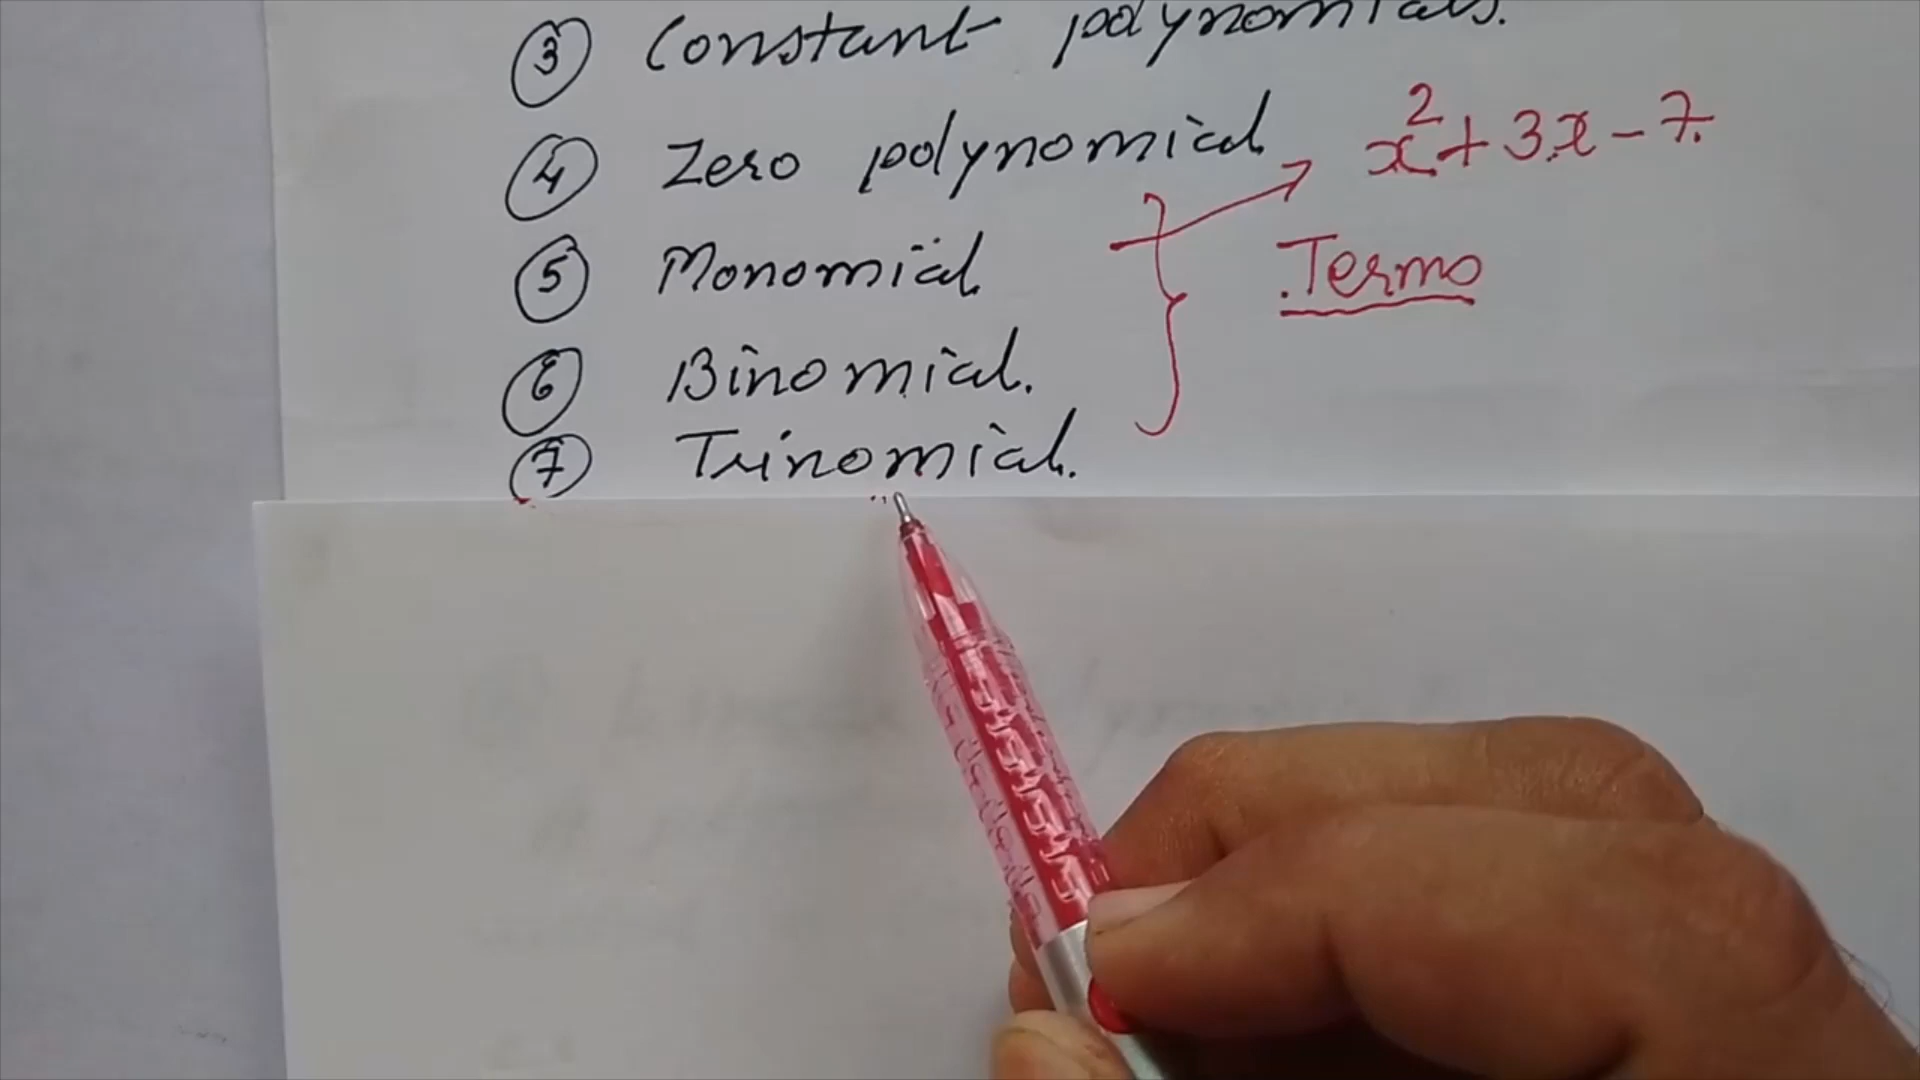 ③ Constant polynomials.
④ Zero polynomial
x² + 3x - 7
⑤ Monomial
Terms
⑥ Binomial.
⑦ Trinomial.